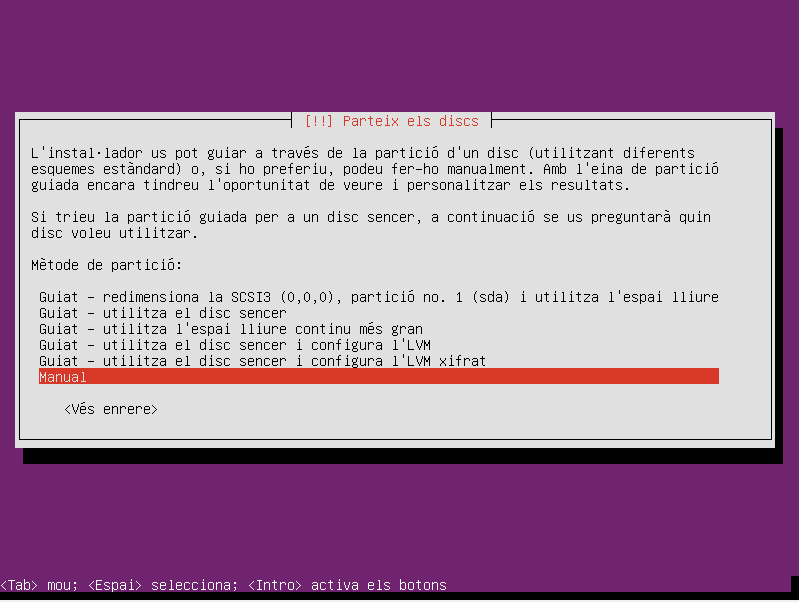 [!!] Parteix els discs
L'instal·lador us pot guiar a través de la partició d'un disc (utilitzant diferents
esquemes estàndard) o, si ho preferiu, podeu fer-ho manualment. Amb l'eina de partició
guiada encara tindreu l'oportunitat de veure i personalitzar els resultats.
Si trieu la partició guiada per a un disc sencer, a continuació se us preguntarà quin
disc voleu utilitzar.
Mètode de partició:
Guiat - redimensiona la SCSI3 (0,0,0), partició no. 1 (sda) i utilitza l'espai lliure
Guiat - utilitza el disc sencer
Guiat - utilitza l'espai lliure continu més gran
Guiat - utilitza el disc sencer i configura l'LVM
Guiat - utilitza el disc sencer i configura l'LVM xifrat
Manual
<Vés enrere>
<Tab> mou; <Espai> selecciona; <Intro> activa els botons